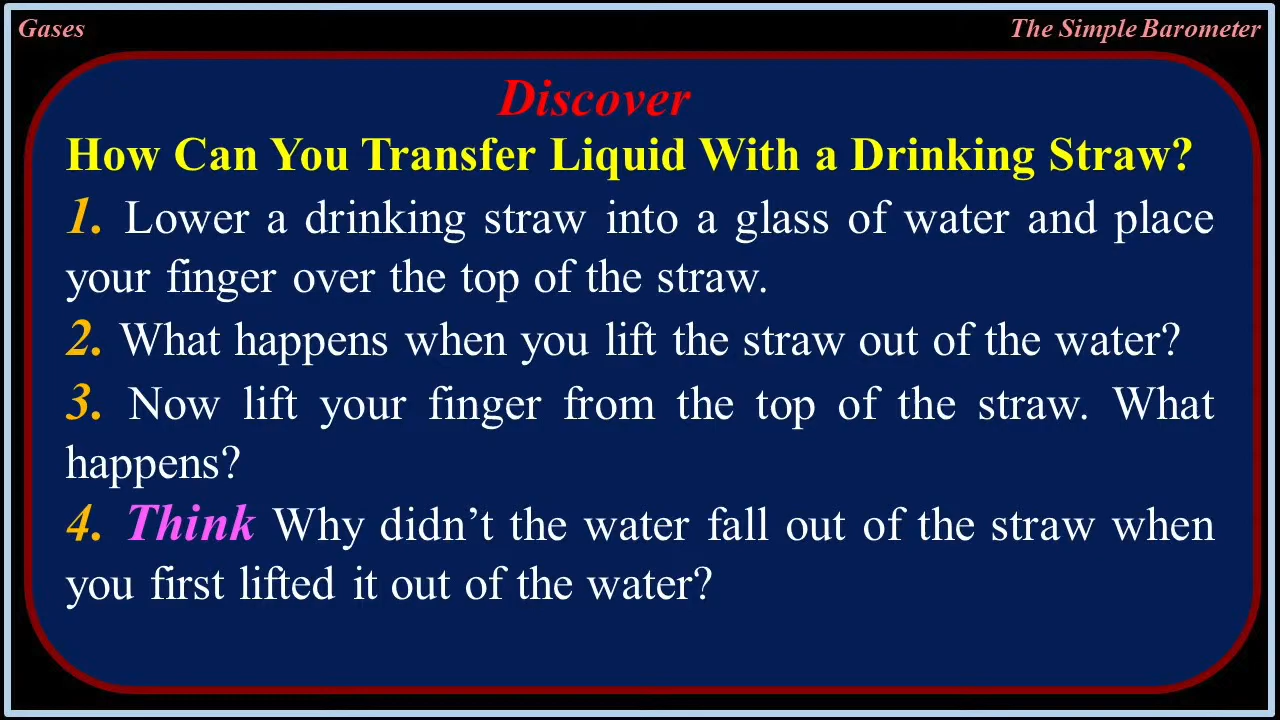 Gases
The Simple Barometer
Discover
How Can You Transfer Liquid With a Drinking Straw?
1. Lower a drinking straw into a glass of water and place
your finger over the top of the straw.
2. What happens when you lift the straw out of the water?
3. Now lift your finger from the top of the straw. What
happens?
4. Think Why didn’t the water fall out of the straw when
you first lifted it out of the water?